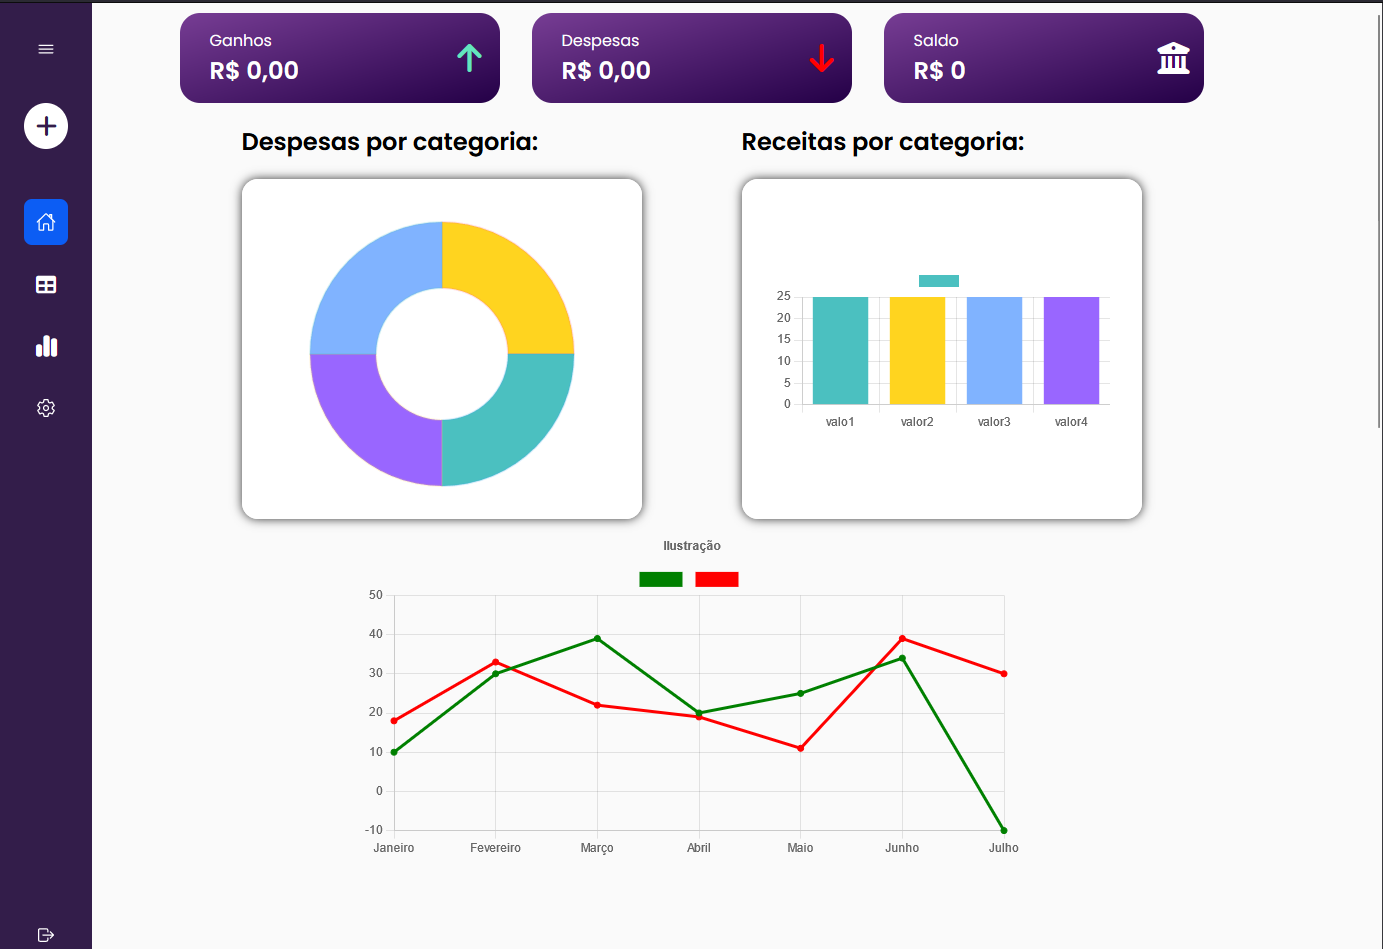 Ganhos
R$ 0,00
Despesas
R$ 0,00
Saldo
R$ 0
Despesas por categoria:
Receitas por categoria:
25
20
15
10
5
0
valo1 valor2 valor3 valor4
Ilustração
50
40
30
20
10
0
-10
Janeiro Fevereiro Março Abril Maio Junho Julho